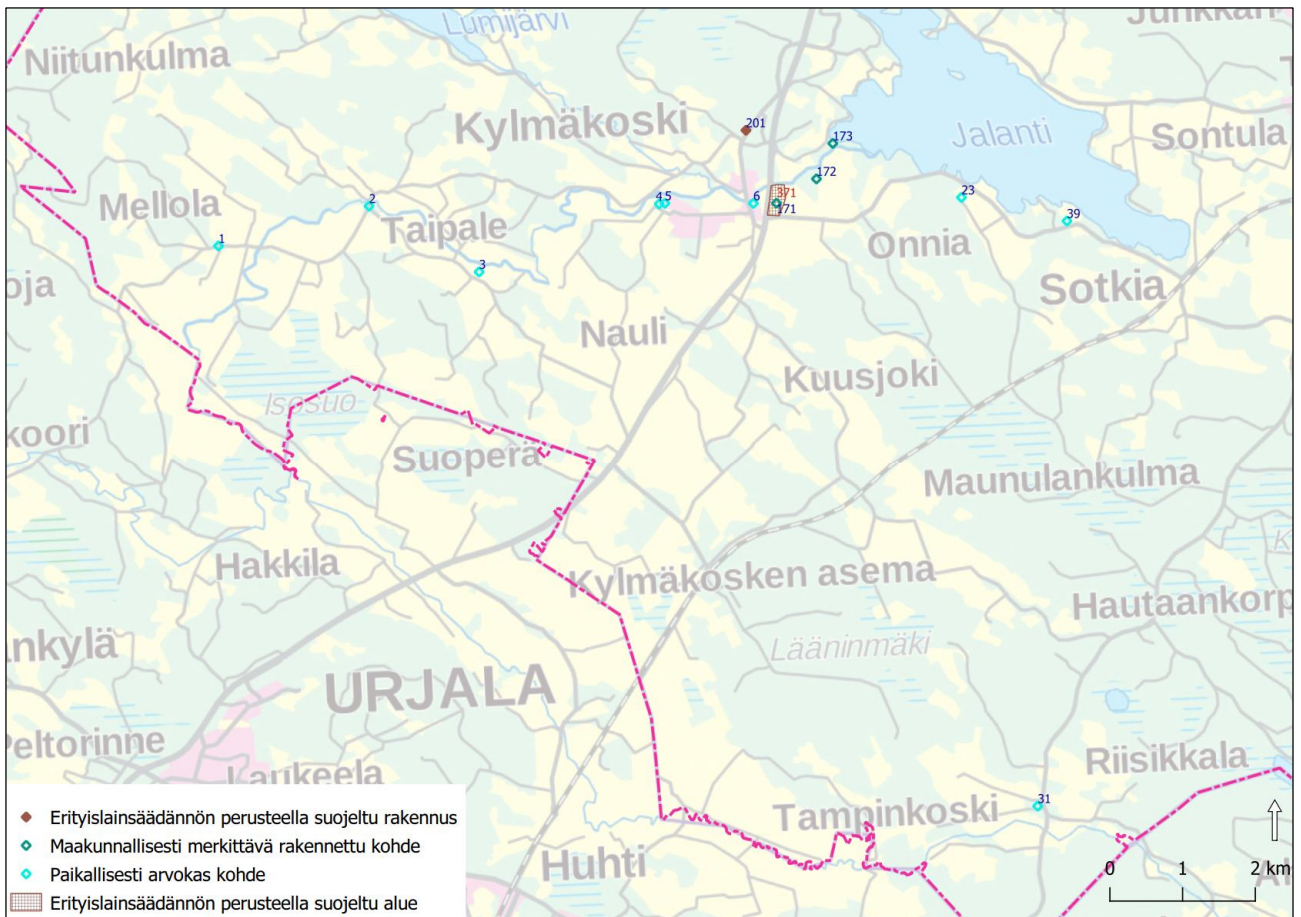 Lumijärvi
Niitunkulma
201
Kylmäkoski
173
Jalanti
Sontula
172
Mellola
2
4 5
6
371
171
23
39
Taipale
1
3
Onnia
Sotkia
oja
Nauli
Kuusjoki
Isosuo
koori
Suoperä
Maunulankulma
Hakkila
Kylmäkosken asema
Hautaankorp
nkylä
Lääninmäki
URJALA
Peltorinne
Riisikkala
Laukeela
31
Tampinkoski
Huhti
Erityislainsäädännön perusteella suojeltu rakennus
Maakunnallisesti merkittävä rakennettu kohde
Paikallisesti arvokas kohde
Erityislainsäädännön perusteella suojeltu alue
0 1 2 km